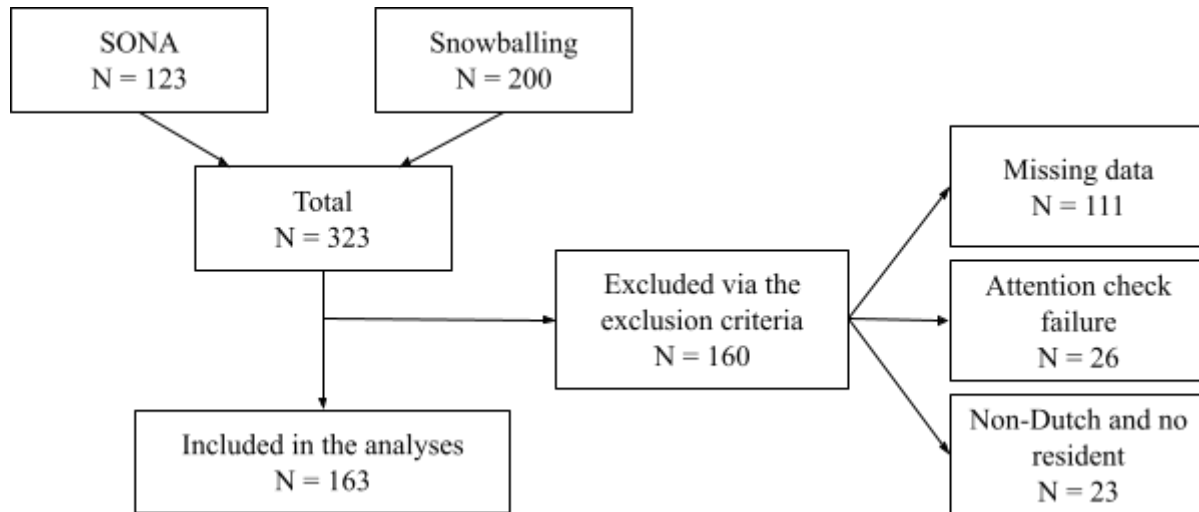 SONA
N = 123
Snowballing
N = 200
Total
N = 323
Excluded via the
exclusion criteria
N = 160
Missing data
N = 111
Attention check
failure
N = 26
Non-Dutch and no
resident
N = 23
Included in the analyses
N = 163